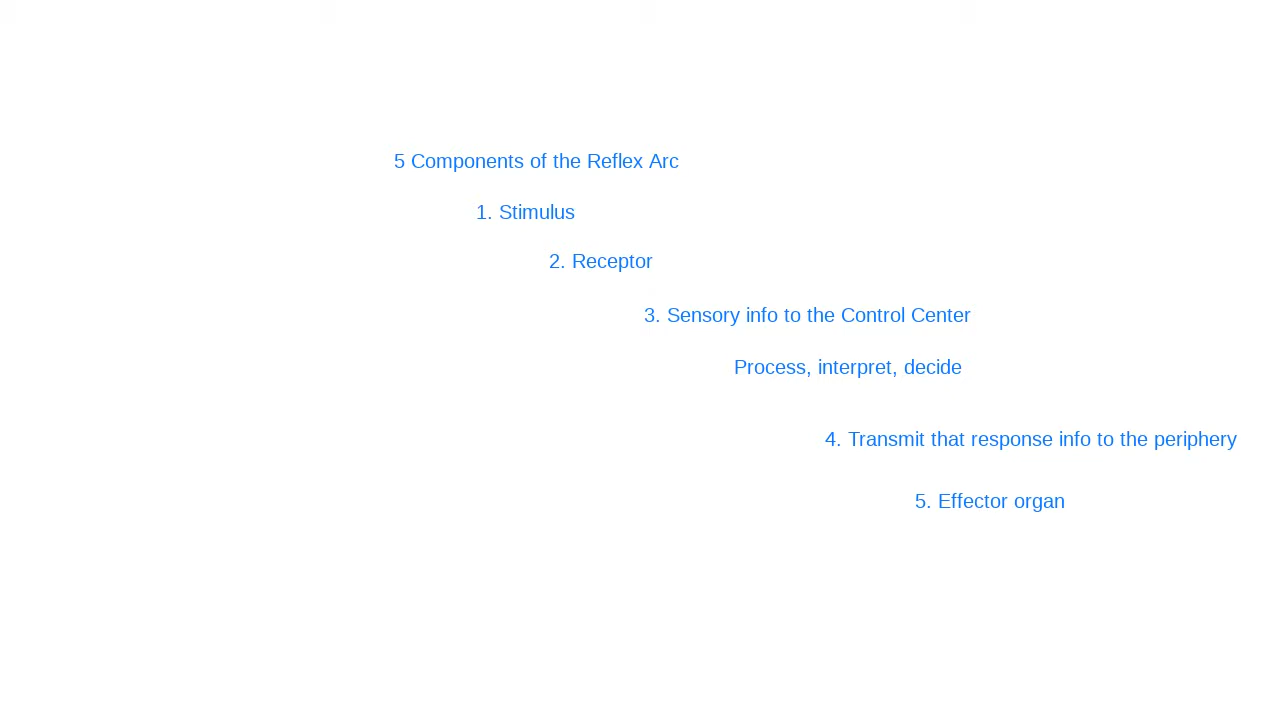 5 Components of the Reflex Arc
1. Stimulus
2. Receptor
3. Sensory info to the Control Center
Process, interpret, decide
4. Transmit that response info to the periphery
5. Effector organ